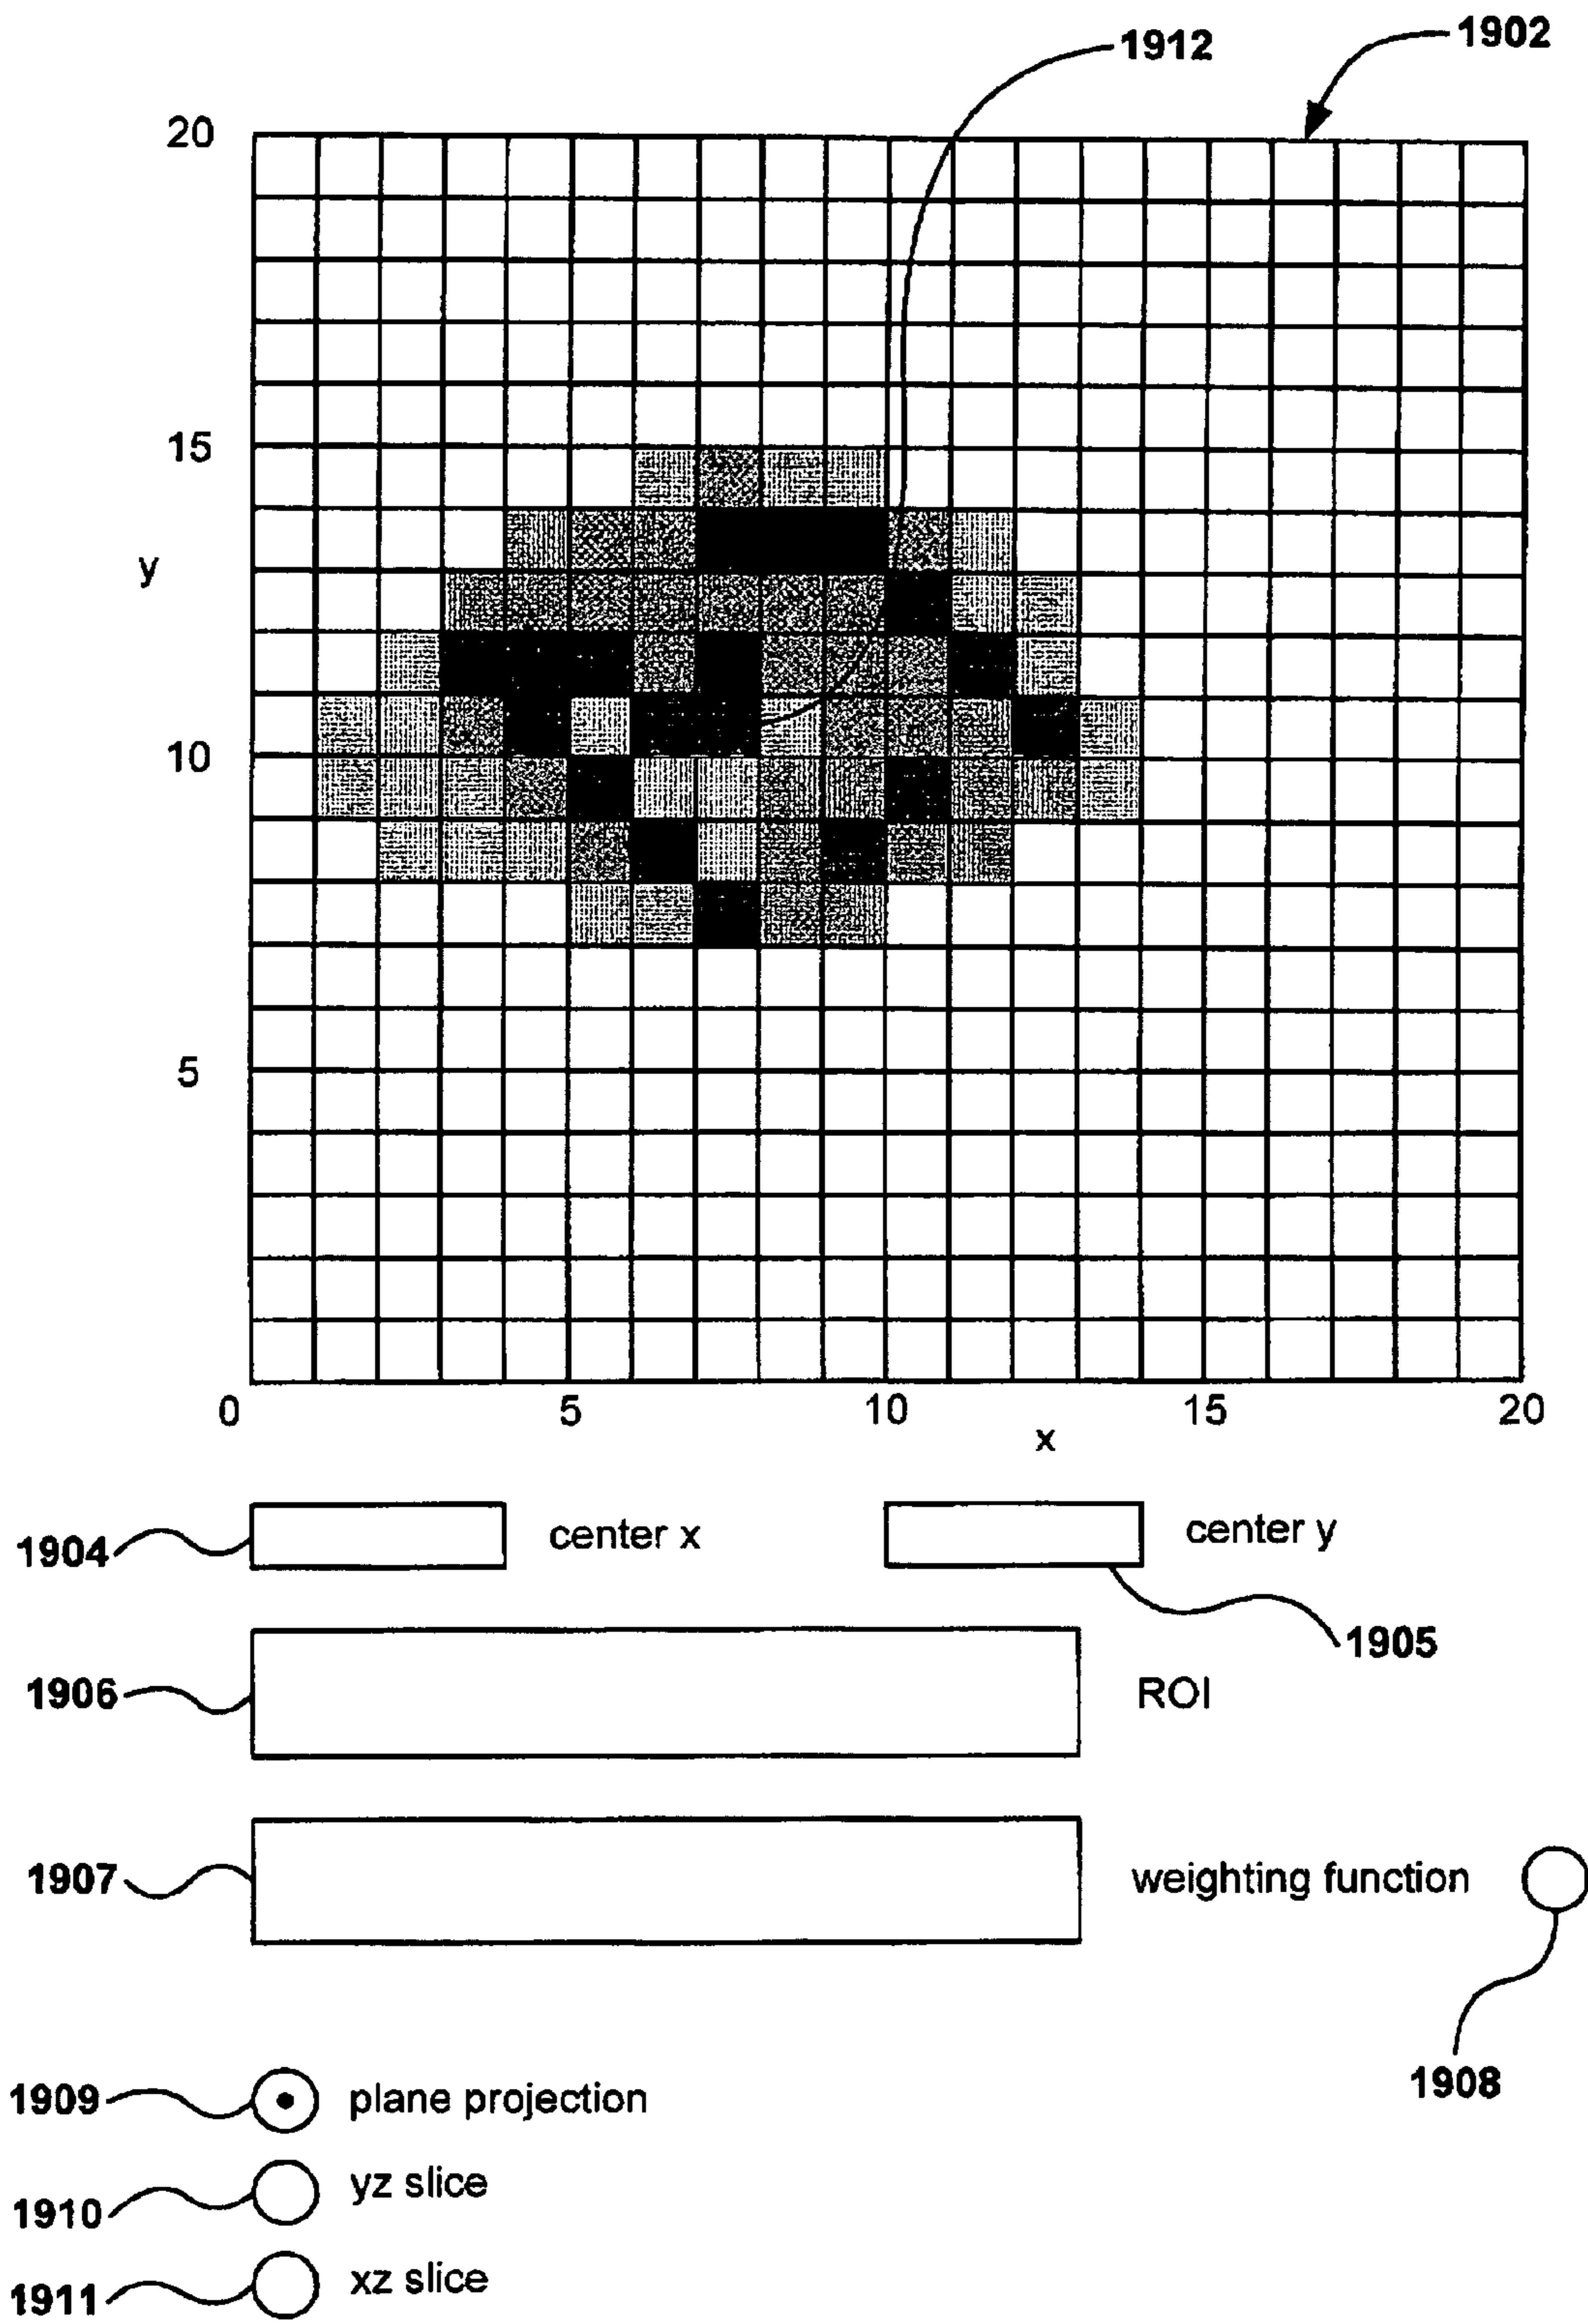 1912
1902
20
15
y
10
5
0
5
10
15
20
x
1904
center x
center y
1905
1906
ROI
1907
weighting function
1908
1909
plane projection
1910
yz slice
1911
xz slice